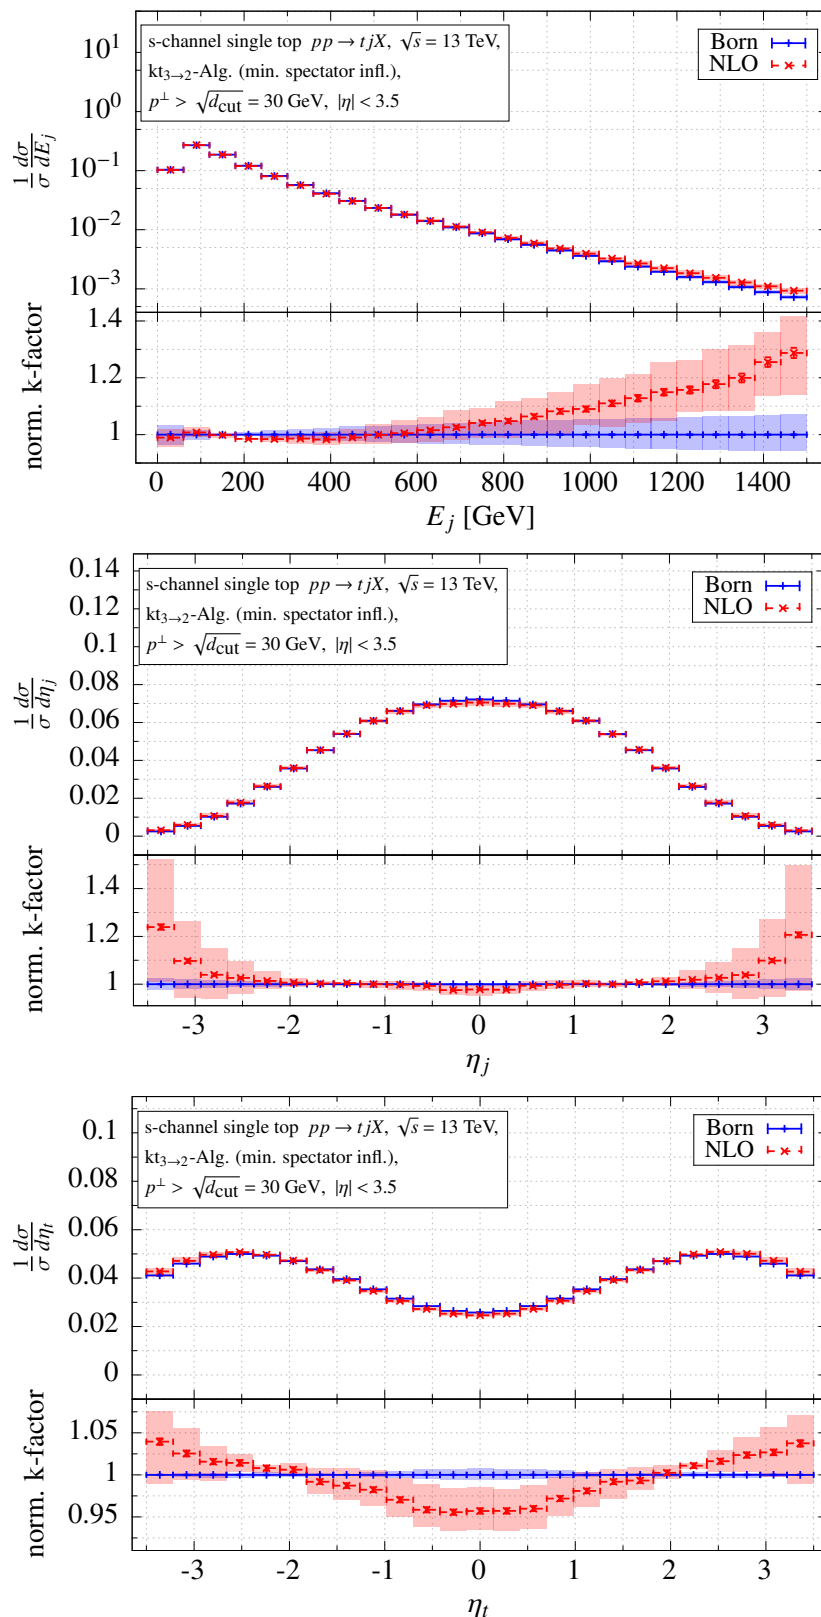 s-channel single top pp → tjX, √s = 13 TeV,
kt3→2-Alg. (min. spectator infl.),
p⊥ > √dcut = 30 GeV, |η| < 3.5
Born
NLO
10^1
10^0
10^-1
10^-2
10^-3
1/σ dσ/dEj
1.4
1.2
1
norm. k-factor
0 200 400 600 800 1000 1200 1400
Ej [GeV]
s-channel single top pp → tjX, √s = 13 TeV,
kt3→2-Alg. (min. spectator infl.),
p⊥ > √dcut = 30 GeV, |η| < 3.5
Born
NLO
0.14
0.12
0.1
0.08
0.06
0.04
0.02
0
1/σ dσ/dηj
1.4
1.2
1
norm. k-factor
-3 -2 -1 0 1 2 3
ηj
s-channel single top pp → tjX, √s = 13 TeV,
kt3→2-Alg. (min. spectator infl.),
p⊥ > √dcut = 30 GeV, |η| < 3.5
Born
NLO
0.1
0.08
0.06
0.04
0.02
0
1/σ dσ/dηt
1.05
1
0.95
norm. k-factor
-3 -2 -1 0 1 2 3
ηt